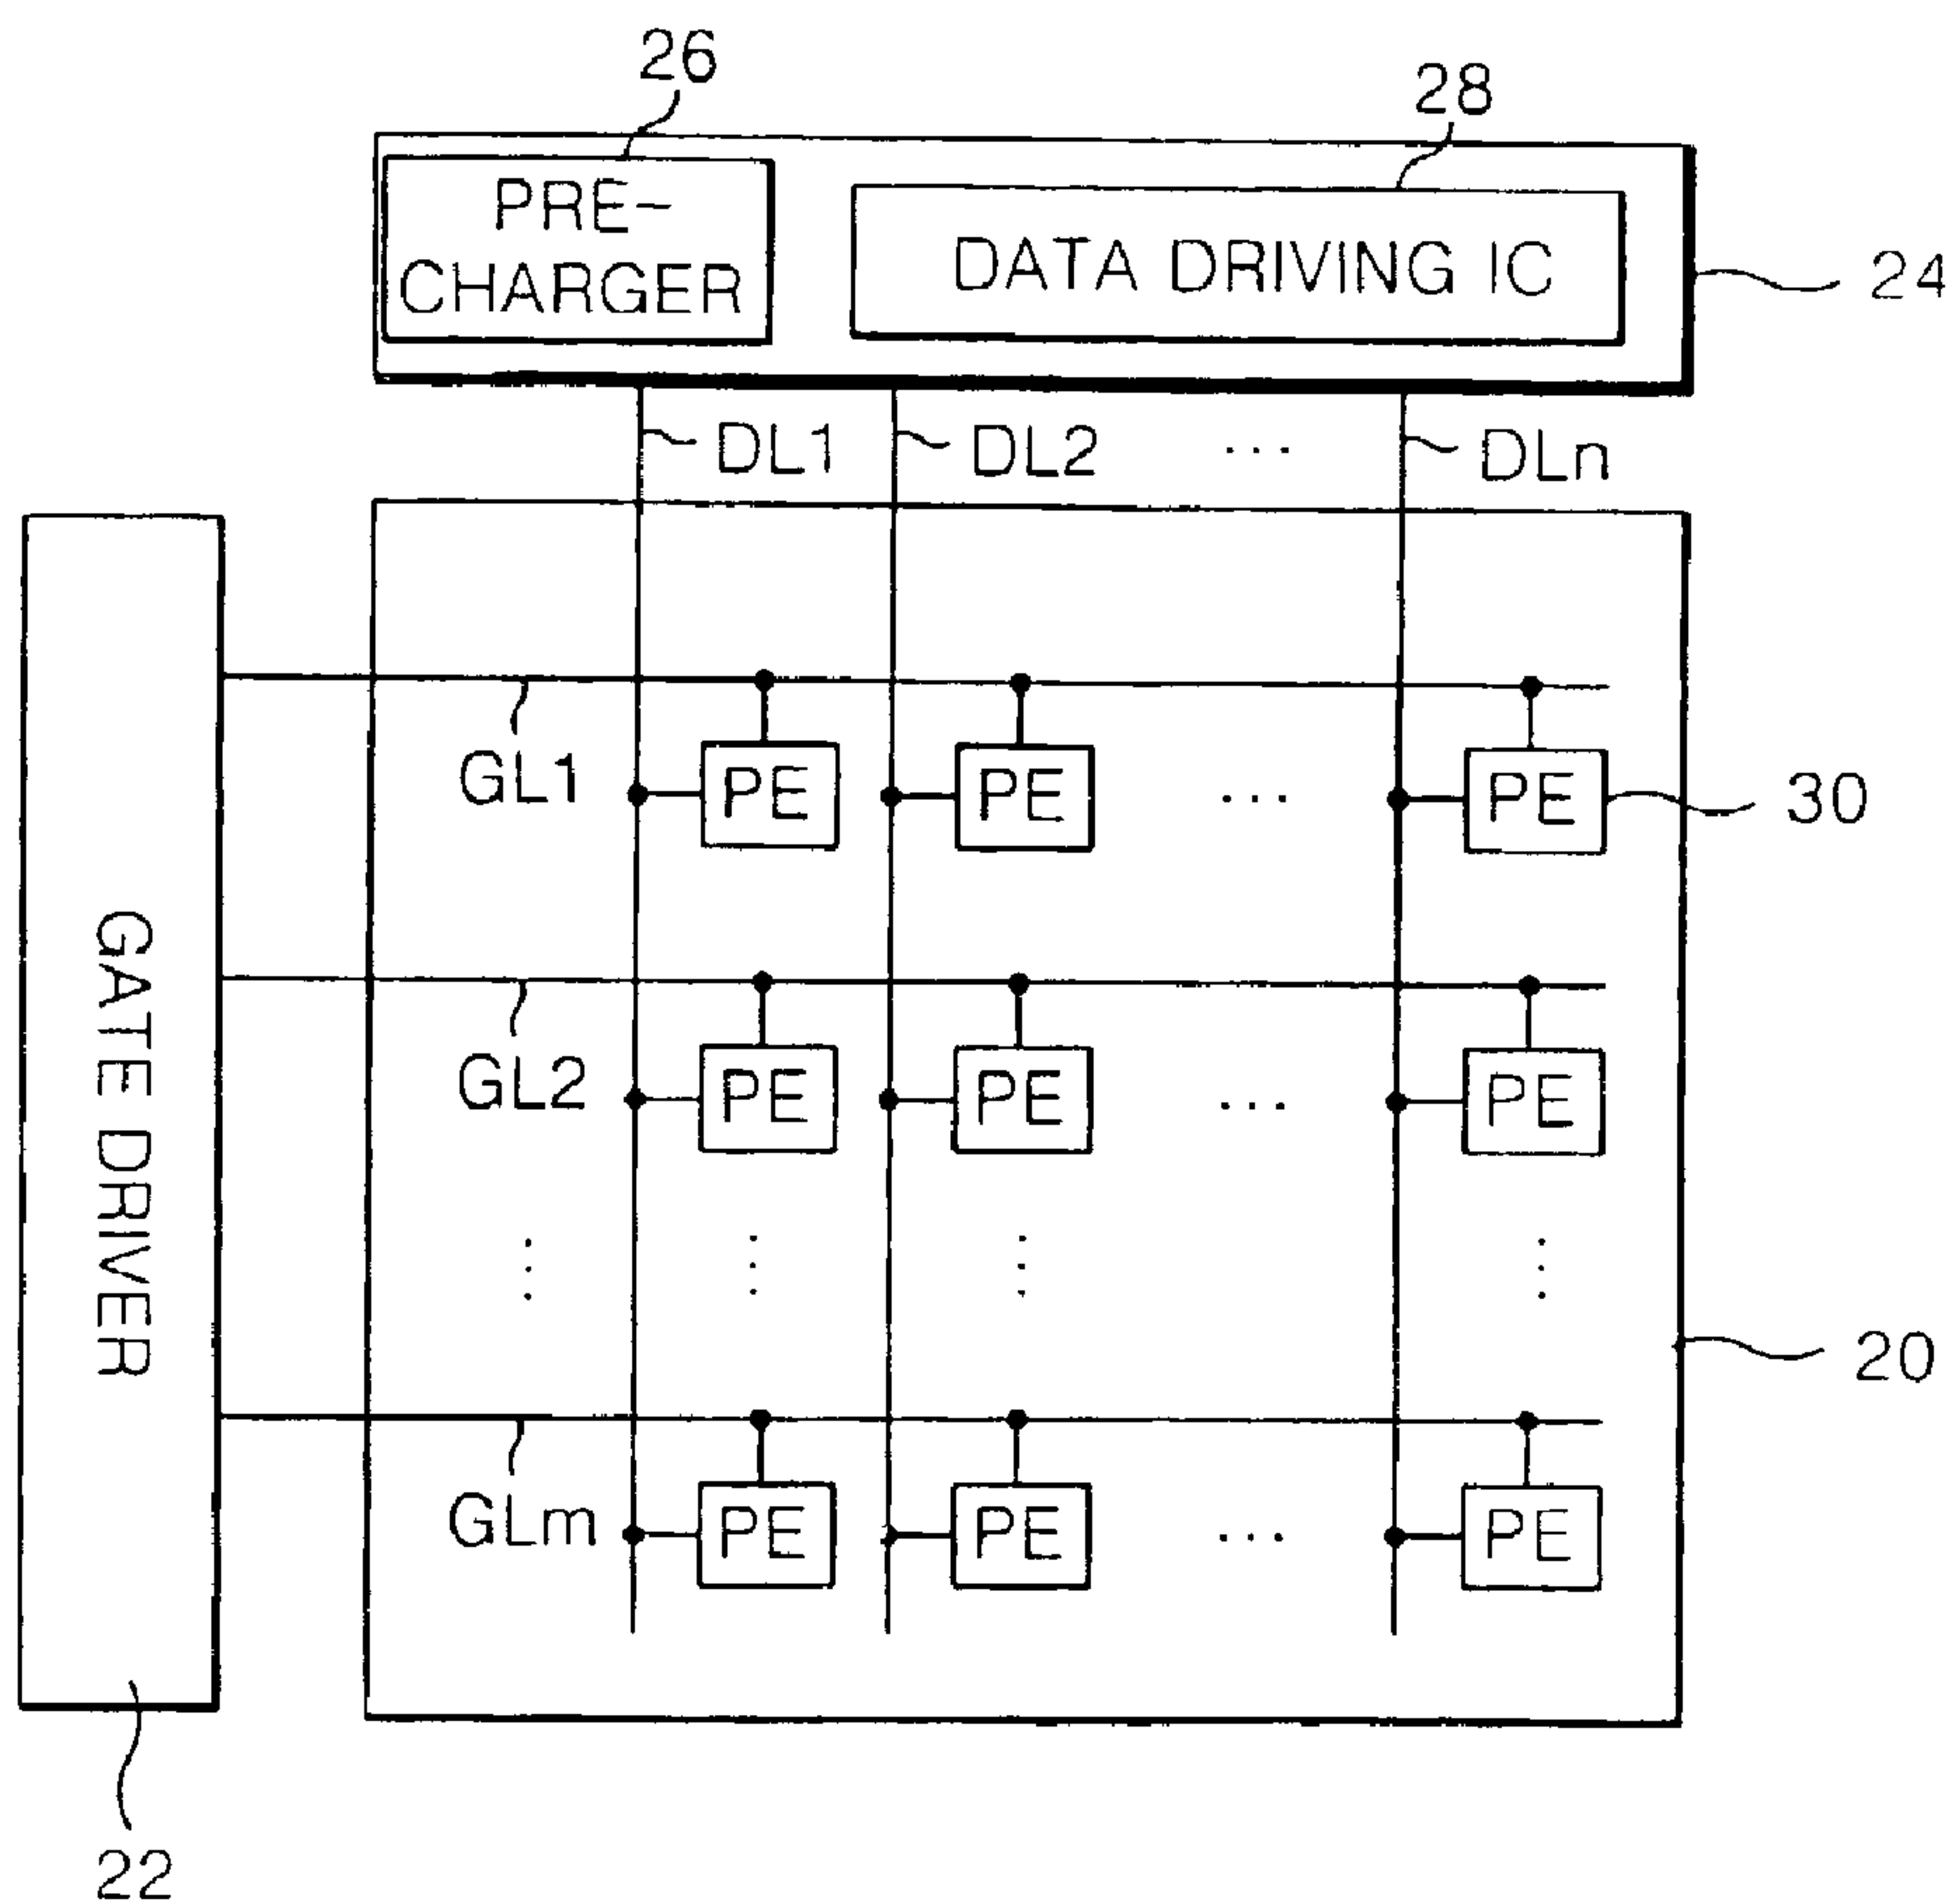 26
28
PRE-
CHARGER
DATA DRIVING IC
24
DL1 DL2 ... DLn
GL1
PE PE ... PE
30
GATE DRIVER
GL2
PE PE ... PE
20
GLm
PE PE ... PE
22